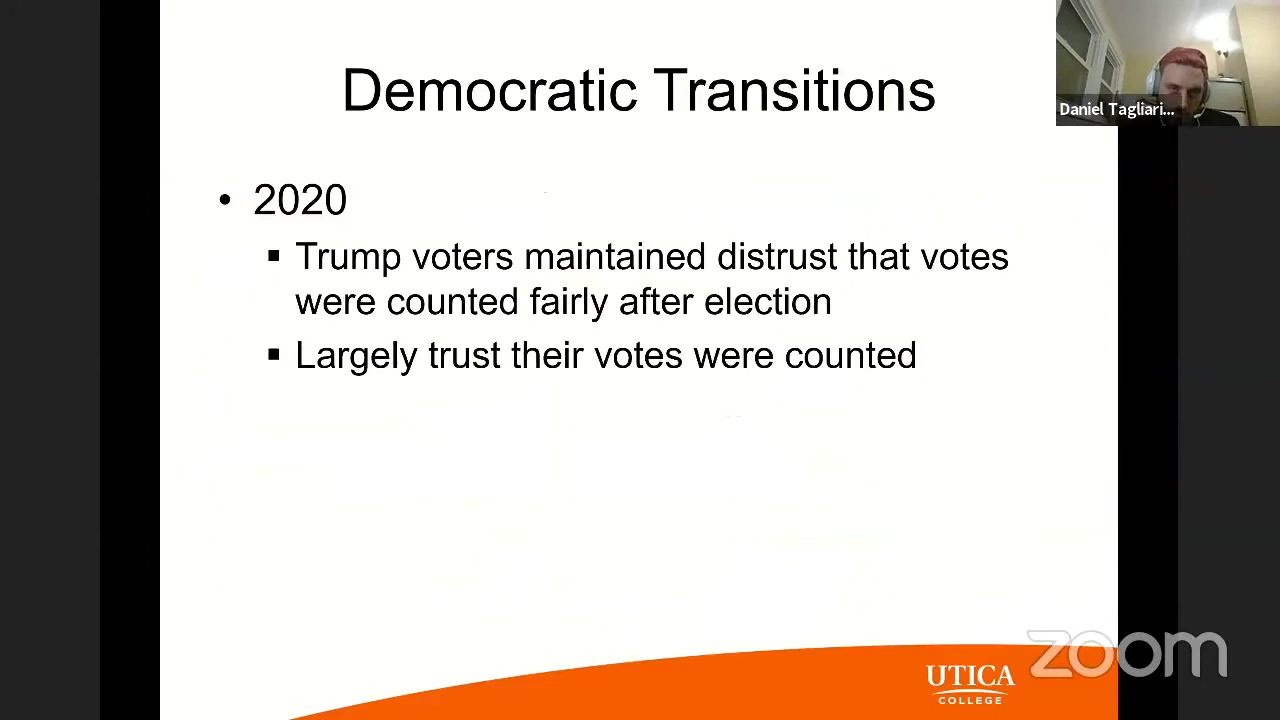 Democratic Transitions
Daniel Tagliari...
• 2020
▪ Trump voters maintained distrust that votes
were counted fairly after election
▪ Largely trust their votes were counted
zoom
UTICA
COLLEGE